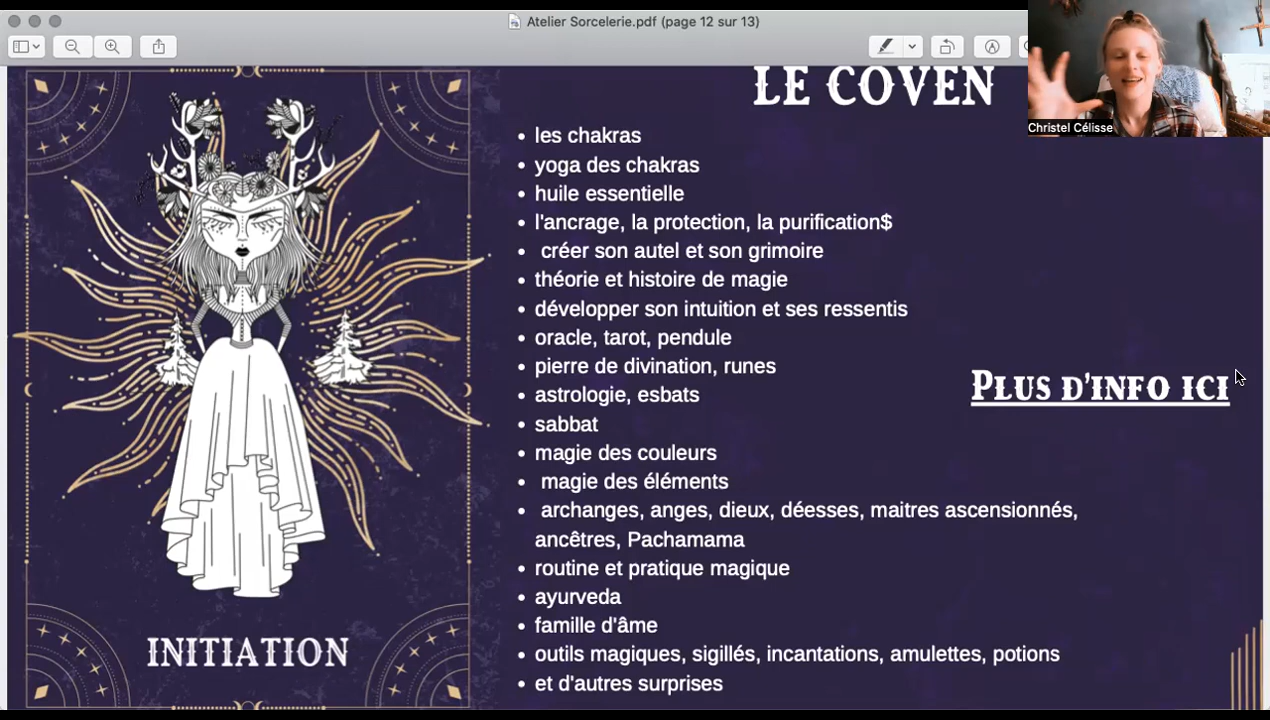 Atelier Sorcelerie.pdf (page 12 sur 13)
Christel Célisse
LE COVEN
• les chakras
• yoga des chakras
• huile essentielle
• l'ancrage, la protection, la purification$
• créer son autel et son grimoire
• théorie et histoire de magie
• développer son intuition et ses ressentis
• oracle, tarot, pendule
• pierre de divination, runes
• astrologie, esbats
• sabbat
• magie des couleurs
• magie des éléments
• archanges, anges, dieux, déesses, maitres ascensionnés,
ancêtres, Pachamama
• routine et pratique magique
• ayurveda
• famille d'âme
• outils magiques, sigillés, incantations, amulettes, potions
• et d'autres surprises
PLUS D'INFO ICI
INITIATION